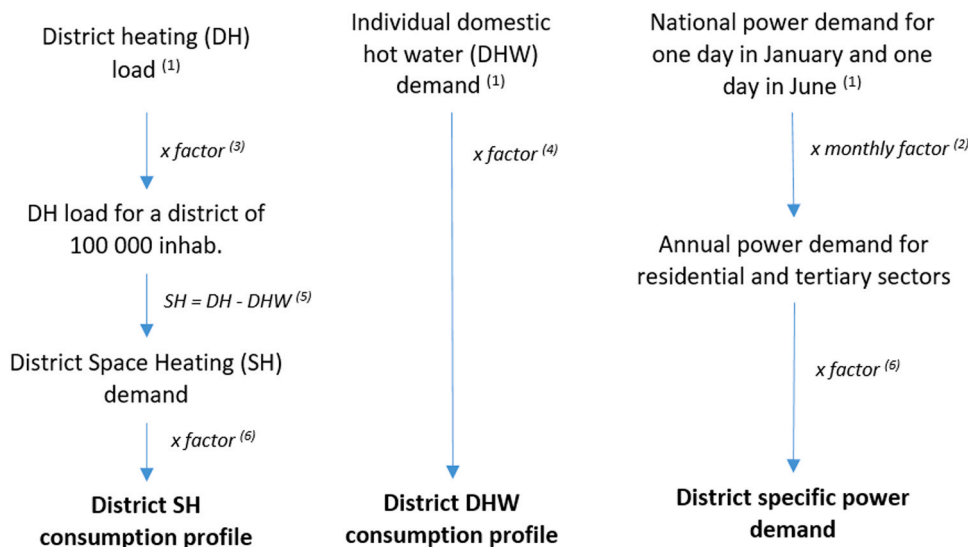 District heating (DH)
load (1)
x factor (3)
DH load for a district of
100 000 inhab.
SH = DH - DHW (5)
District Space Heating (SH)
demand
x factor (6)
District SH
consumption profile
Individual domestic
hot water (DHW)
demand (1)
x factor (4)
District DHW
consumption profile
National power demand for
one day in January and one
day in June (1)
x monthly factor (2)
Annual power demand for
residential and tertiary sectors
x factor (6)
District specific power
demand